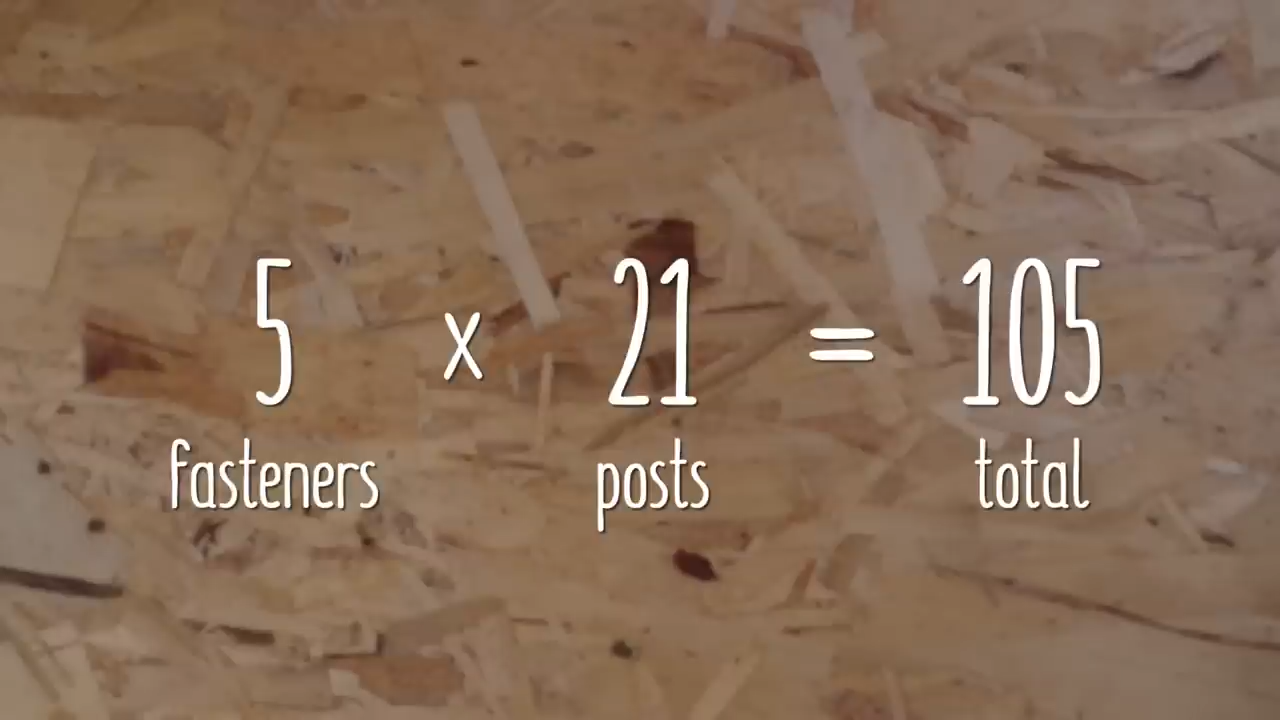 5 x 21 = 105
fasteners posts total